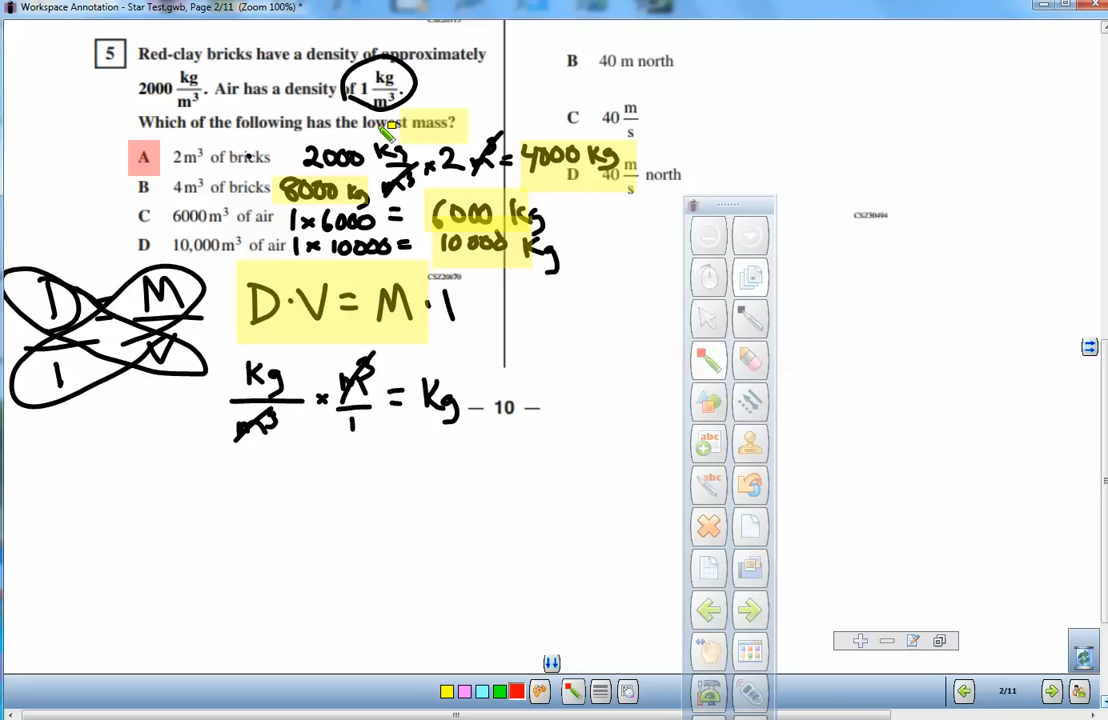 Workspace Annotation - Star Test.gwb, Page 2/11 (Zoom 100%) *
5 Red-clay bricks have a density of approximately
2000 kg/m³. Air has a density of 1 kg/m³.
Which of the following has the lowest mass?
A 2 m³ of bricks 2000 kg/m³ × 2 m³ = 4000 kg
B 4 m³ of bricks 8000 kg
C 6000 m³ of air 1 × 6000 = 6000 kg
D 10,000 m³ of air 1 × 10000 = 10000 Kg
CSZ20870
D/1 = M/V
D · V = M · 1
Kg/m³ × m³/1 = Kg
— 10 —
B 40 m north
C 40 m/s
D 40 m/s north
CSZ30494
abc
2/11